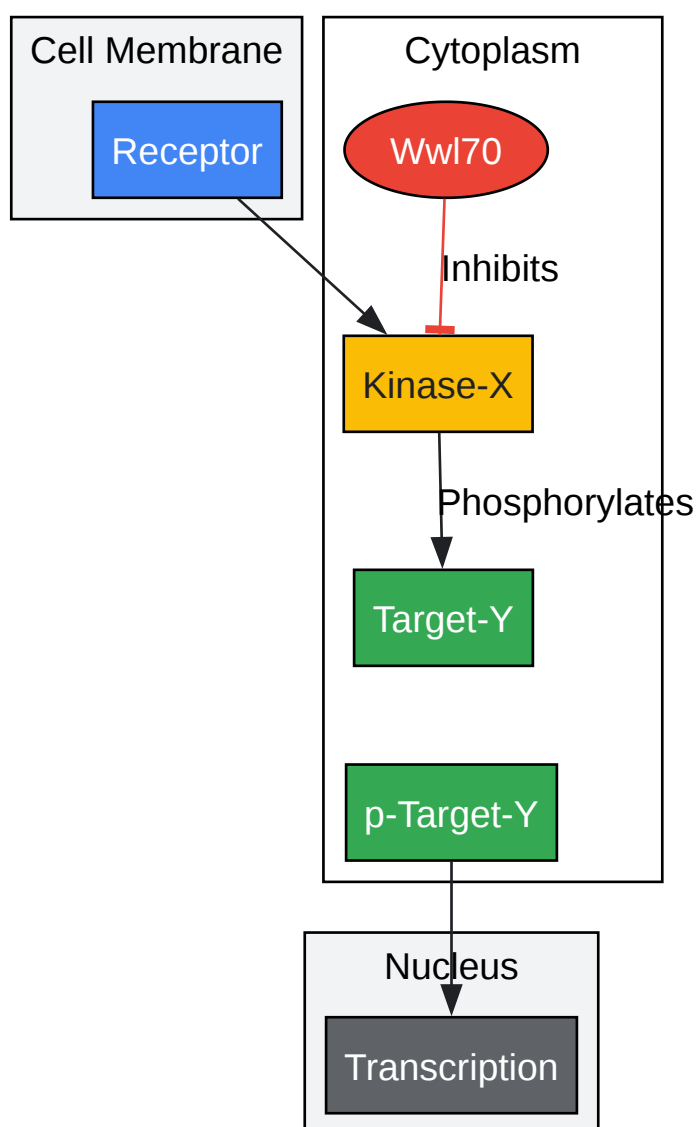 Cell Membrane
Receptor
Cytoplasm
Wwl70
Inhibits
Kinase-X
Phosphorylates
Target-Y
p-Target-Y
Nucleus
Transcription